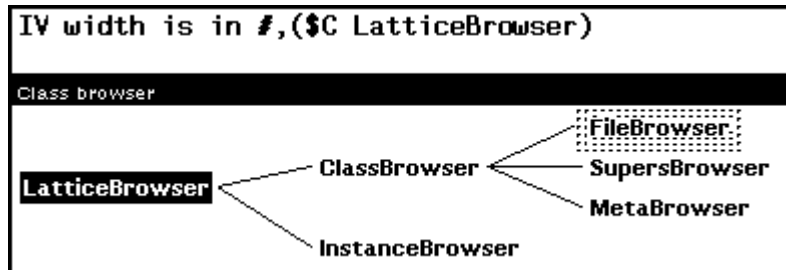 IV width is in #,($C LatticeBrowser)
Class browser
FileBrowser
ClassBrowser SupersBrowser
LatticeBrowser
MetaBrowser
InstanceBrowser